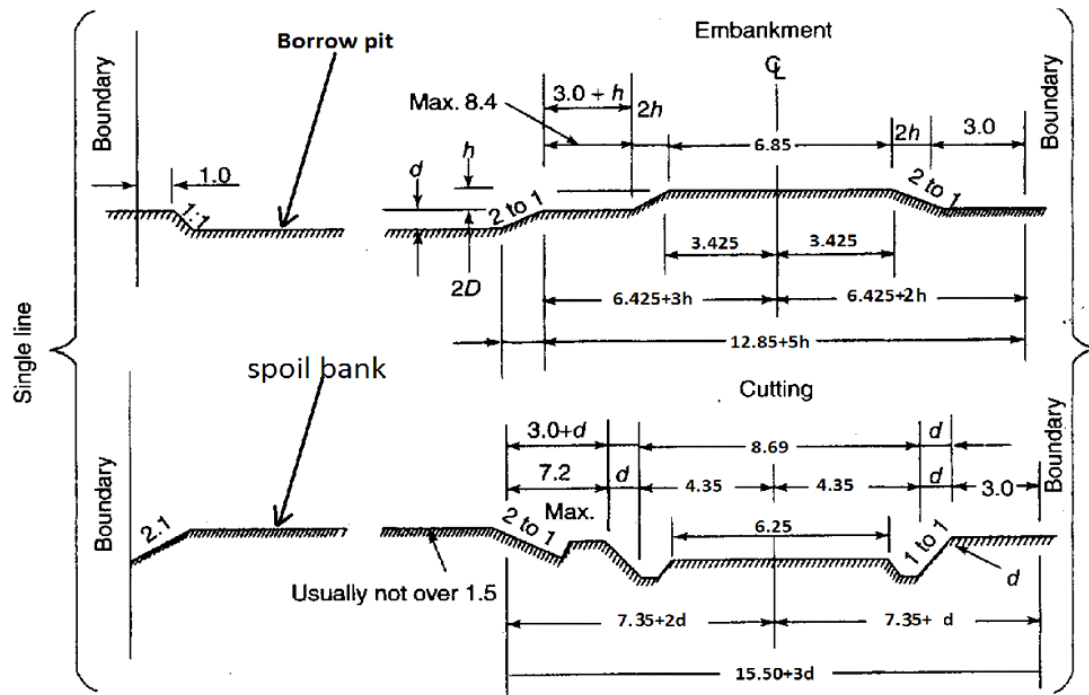 Single line
Boundary
Borrow pit
Embankment
C̲L
Boundary
Max. 8.4
3.0 + h
2h
6.85
2h
3.0
1.0
d
h
1:1
2 to 1
2 to 1
2D
3.425
3.425
6.425+3h
6.425+2h
12.85+5h
spoil bank
Cutting
Boundary
Boundary
3.0+d
8.69
d
7.2
d
4.35
4.35
d
3.0
Max.
2.1
2 to 1
6.25
1 to 1
d
Usually not over 1.5
7.35+2d
7.35+ d
15.50+3d